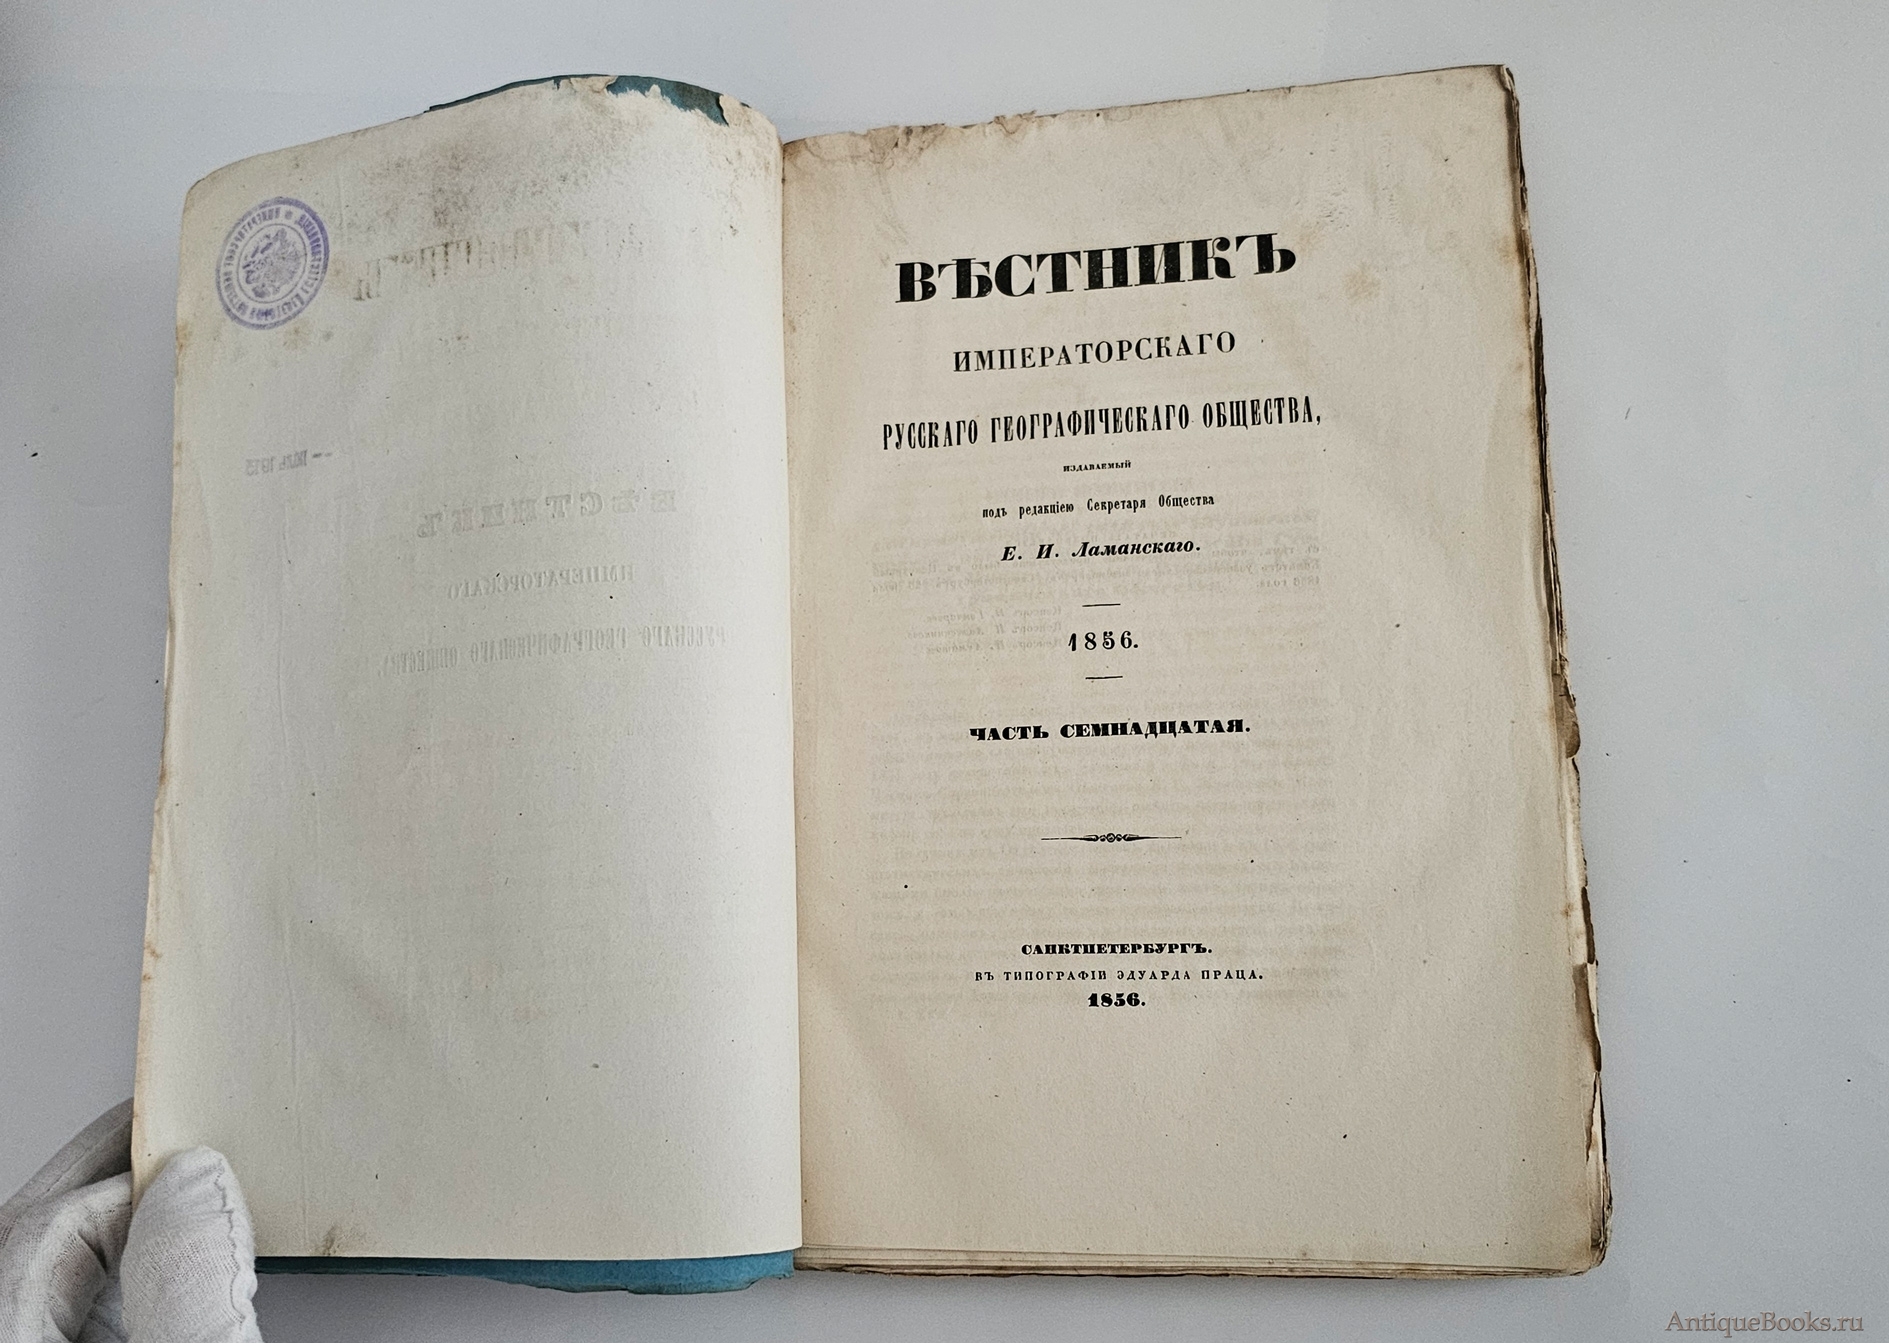 ВѢСТНИКЪ
ИМПЕРАТОРСКАГО
РУССКАГО ГЕОГРАФИЧЕСКАГО ОБЩЕСТВА,
ИЗДАВАЕМЫЙ
подъ редакціею Секретаря Общества
Е. И. Ламанскаго.
1856.
ЧАСТЬ СЕМНАДЦАТАЯ.
САНКТПЕТЕРБУРГЪ.
ВЪ ТИПОГРАФІИ ЭДУАРДА ПРАЦА.
1856.
AntiqueBooks.ru